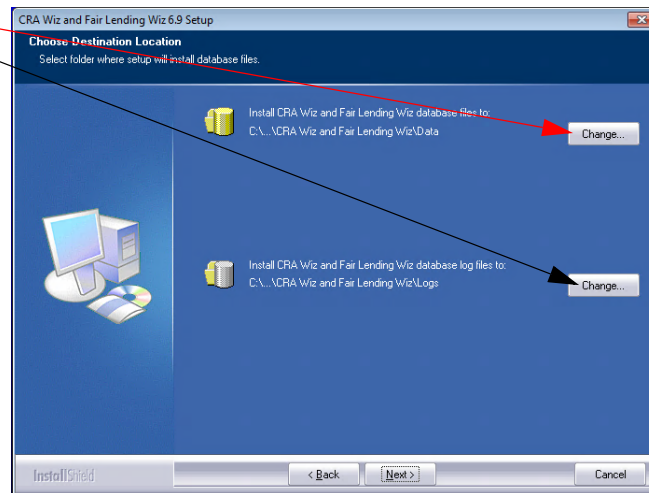 CRA Wiz and Fair Lending Wiz 6.9 Setup
Choose Destination Location
Select folder where setup will install database files.
Install CRA Wiz and Fair Lending Wiz database files to:
C:\...\CRA Wiz and Fair Lending Wiz\Data
Change...
Install CRA Wiz and Fair Lending Wiz database log files to:
C:\...\CRA Wiz and Fair Lending Wiz\Logs
Change...
InstallShield
< Back
Next >
Cancel